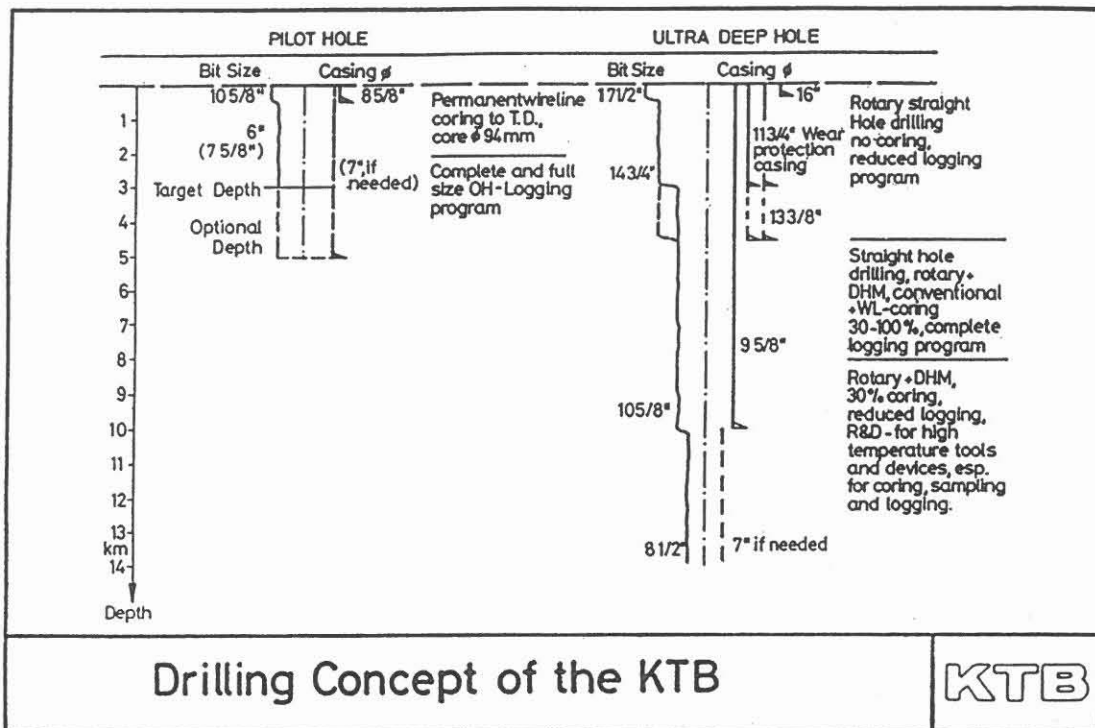 PILOT HOLE
ULTRA DEEP HOLE
Bit Size
Casing ϕ
Bit Size
Casing ϕ
10 5/8"
8 5/8"
6"
(7 5/8")
(7", if
needed)
Target Depth
Optional
Depth
Permanentwireline
coring to T.D.,
core ϕ 94mm
Complete and full
size OH-Logging
program
17 1/2"
16"
11 3/4" Wear
protection
casing
14 3/4"
13 3/8"
9 5/8"
10 5/8"
8 1/2"
7" if needed
Rotary straight
Hole drilling
no-coring,
reduced logging
program
Straight hole
drilling, rotary+
DHM, conventional
+WL-coring
30-100%, complete
logging program
Rotary+DHM,
30% coring,
reduced logging,
R&D-for high
temperature tools
and devices, esp.
for coring, sampling
and logging.
1
2
3
4
5
6
7
8
9
10
11
12
13
km
14
Depth
Drilling Concept of the KTB
KTB